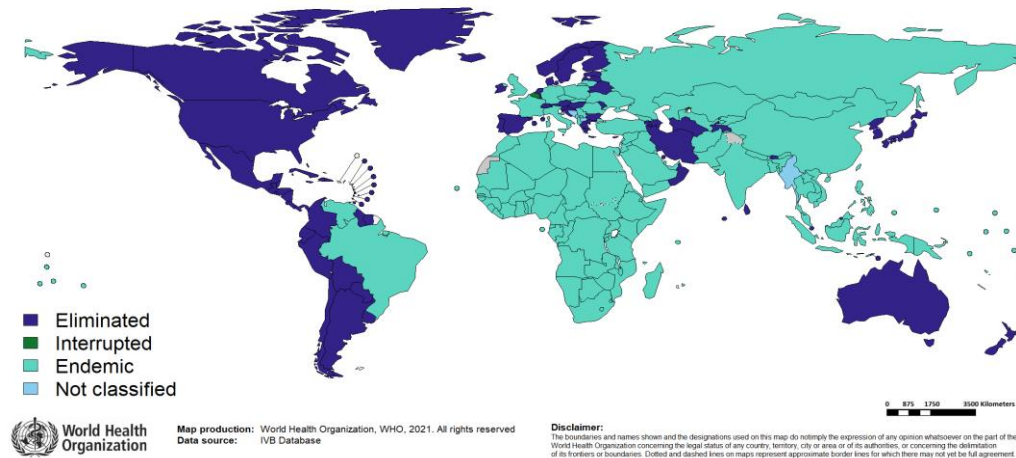 Eliminated
Interrupted
Endemic
Not classified
0 875 1750 3500 Kilometers
World Health
Organization
Map production: World Health Organization, WHO, 2021. All rights reserved
Data source: IVB Database
Disclaimer:
The boundaries and names shown and the designations used on this map do notimply the expression of any opinion whatsoever on the part of the
World Health Organization concerning the legal status of any country, territory, city or area or of its authorities, or concerning the delimitation
of its frontiers or boundaries. Dotted and dashed lines on maps represent approximate border lines for which there may not yet be full agreement.